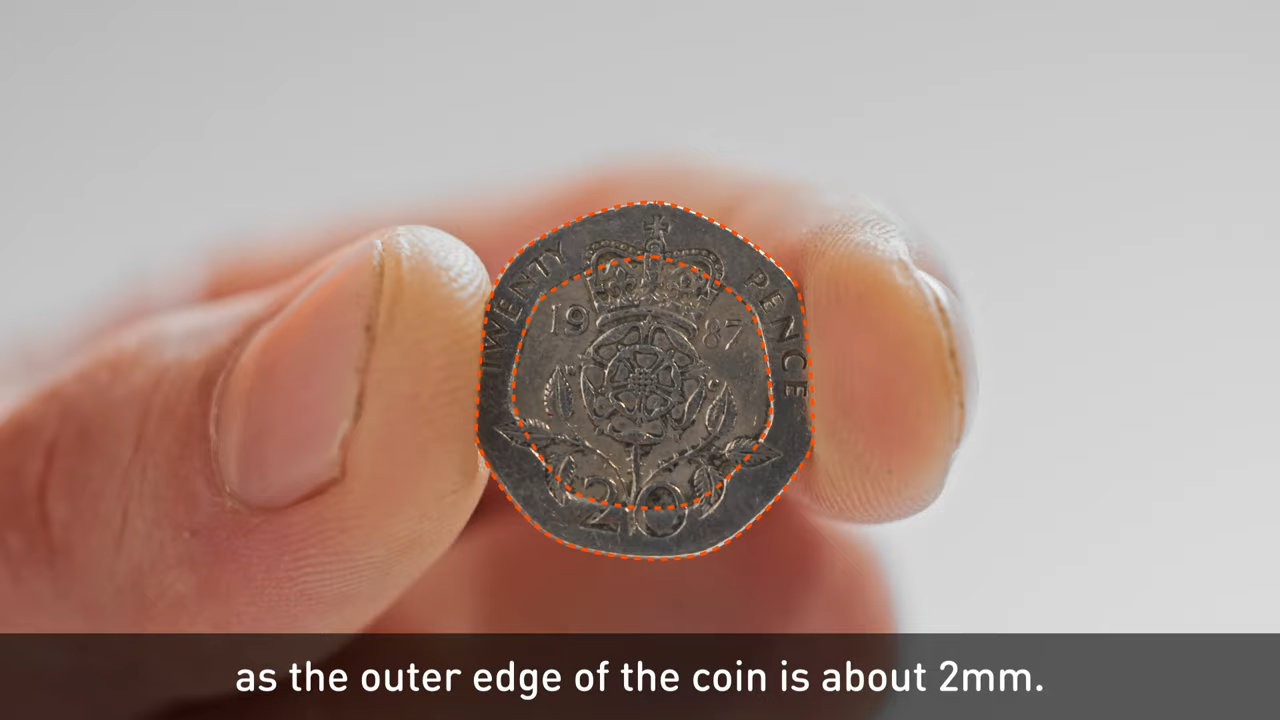 TWENTY PENCE
19 87
20
as the outer edge of the coin is about 2mm.